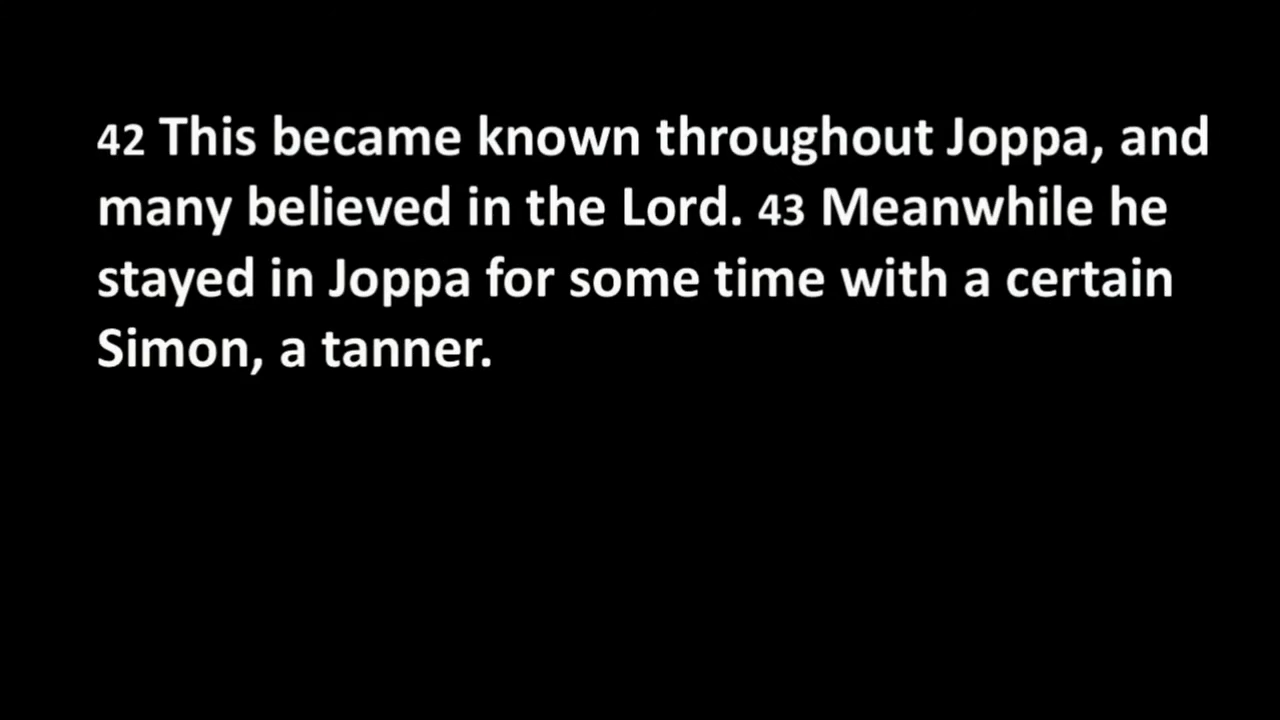 42 This became known throughout Joppa, and
many believed in the Lord. 43 Meanwhile he
stayed in Joppa for some time with a certain
Simon, a tanner.